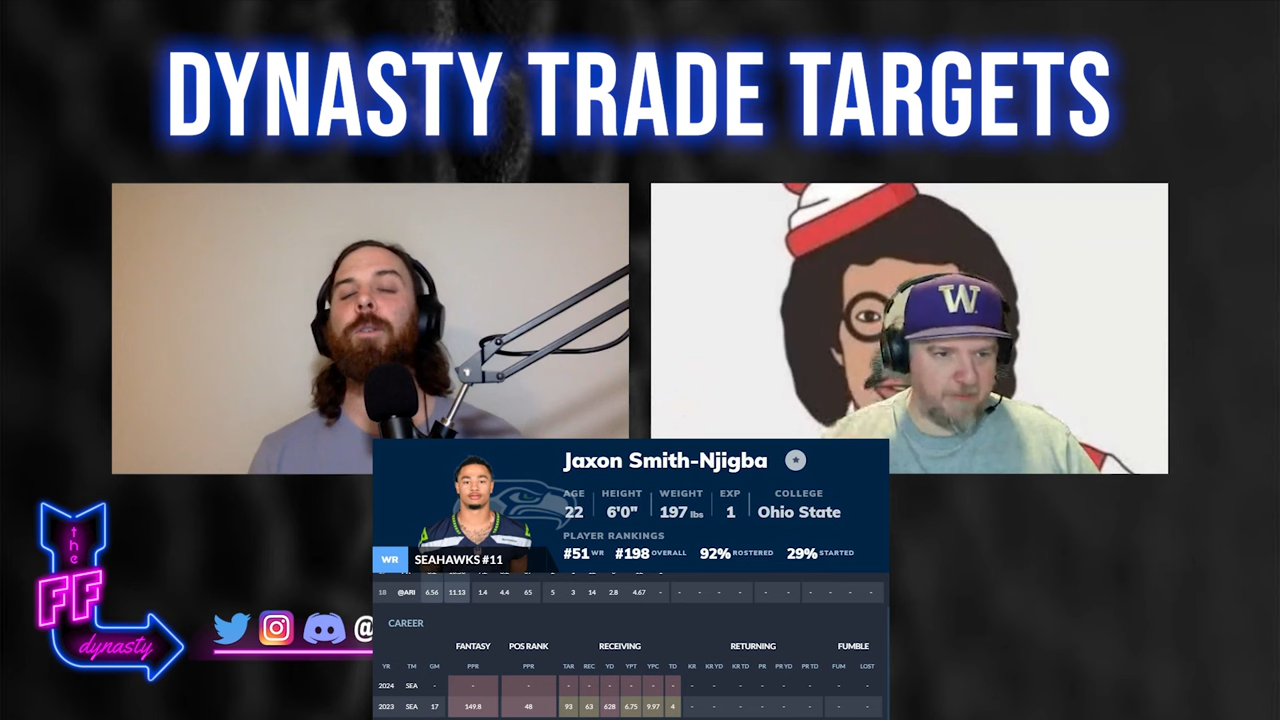 DYNASTY TRADE TARGETS
W
Jaxon Smith-Njigba
AGE HEIGHT WEIGHT EXP COLLEGE
22 6'0" 197 lbs 1 Ohio State
PLAYER RANKINGS
#51 WR #198 OVERALL 92% ROSTERED 29% STARTED
WR SEAHAWKS #11
18 @ARI 6.56 11.13 1.4 4.4 65 5 3 14 2.8 4.67 - - - - - - - - -
CAREER
FANTASY POS RANK RECEIVING RETURNING FUMBLE
YR TM GM PPR PPR TAR REC YD YPT YPC TD KR KR YD KR TD PR PR YD PR TD FUM LOST
2024 SEA - - - - - - - - - - - - - - - - -
2023 SEA 17 149.8 48 93 63 628 6.75 9.97 4 - - - - - - - -
the
FF
dynasty
@